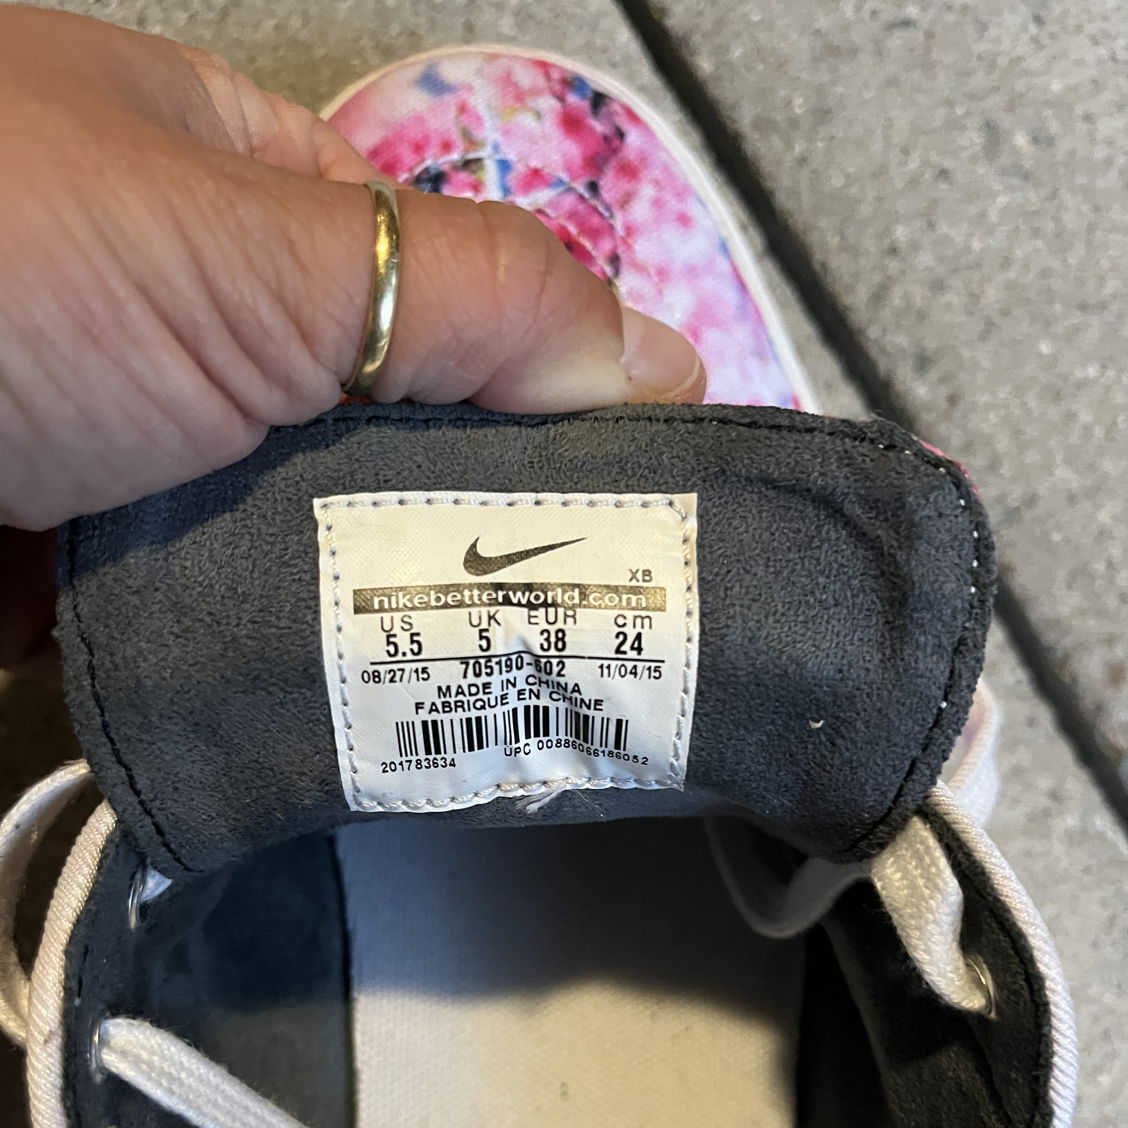 XB
nikebetterworld.com
US UK EUR cm
5.5 5 38 24
08/27/15 705190-602 11/04/15
MADE IN CHINA
FABRIQUE EN CHINE
201783634 UPC 00886066186052